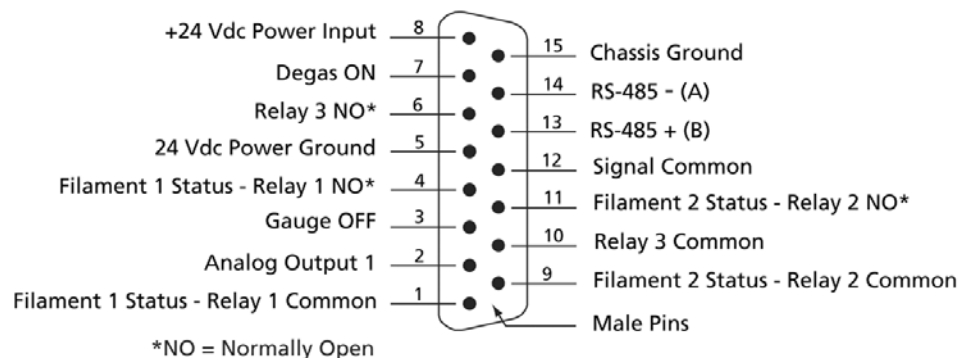 +24 Vdc Power Input 8
Degas ON 7
Relay 3 NO* 6
24 Vdc Power Ground 5
Filament 1 Status - Relay 1 NO* 4
Gauge OFF 3
Analog Output 1 2
Filament 1 Status - Relay 1 Common 1
15 Chassis Ground
14 RS-485 - (A)
13 RS-485 + (B)
12 Signal Common
11 Filament 2 Status - Relay 2 NO*
10 Relay 3 Common
9 Filament 2 Status - Relay 2 Common
Male Pins
*NO = Normally Open